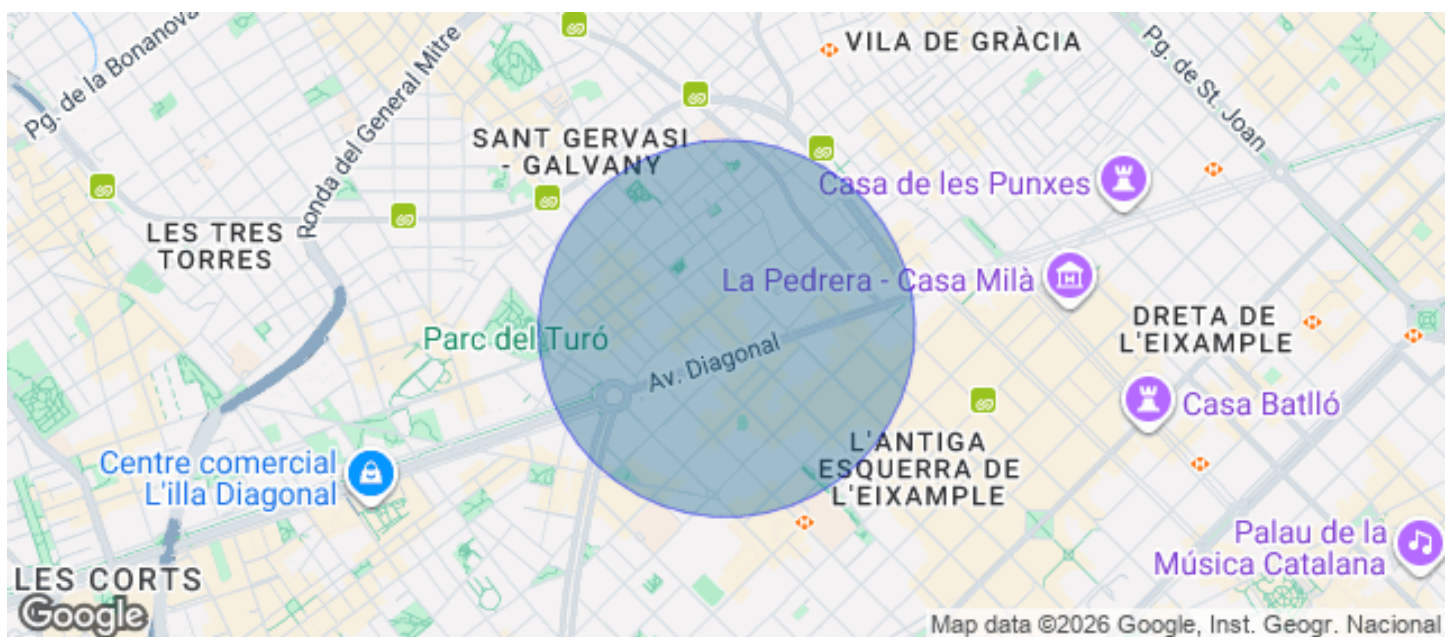 Pg. de la Bonanova
Ronda del General Mitre
VILA DE GRÀCIA
Pg. de St. Joan
SANT GERVASI
- GALVANY
Casa de les Punxes
LES TRES
TORRES
La Pedrera - Casa Milà
Parc del Turó
Av. Diagonal
DRETA DE
L'EIXAMPLE
Casa Batlló
Centre comercial
L'illa Diagonal
L'ANTIGA
ESQUERRA DE
L'EIXAMPLE
Palau de la
Música Catalana
LES CORTS
Google
Map data ©2026 Google, Inst. Geogr. Nacional